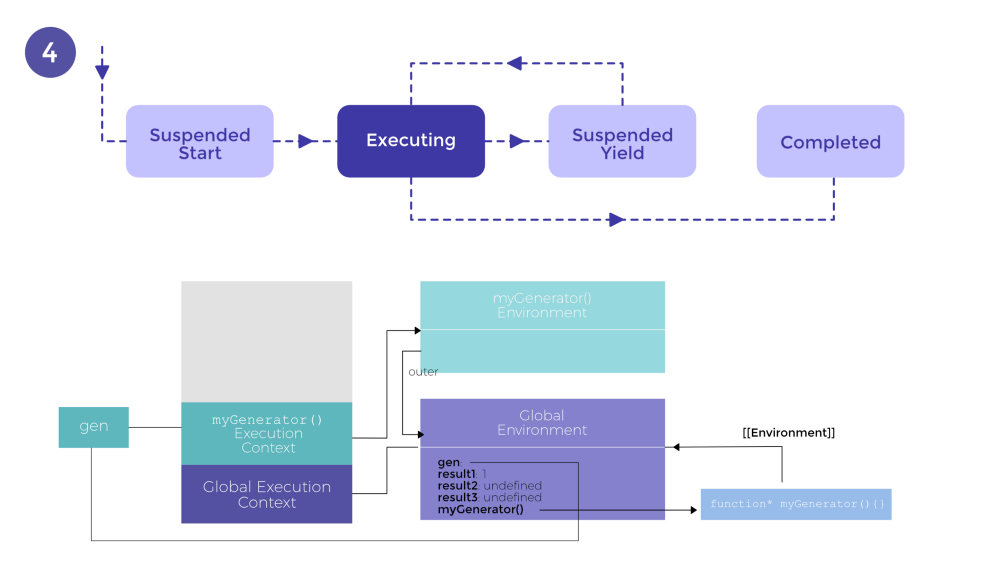 4
Suspended
Start
Executing
Suspended
Yield
Completed
myGenerator()
Environment
outer
gen
myGenerator()
Execution
Context
Global Execution
Context
Global
Environment
gen:
result1: 1
result2: undefined
result3: undefined
myGenerator()
[[Environment]]
function* myGenerator(){}